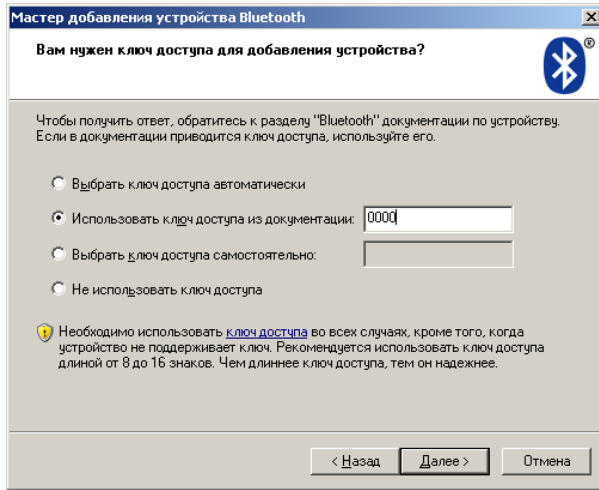 Мастер добавления устройства Bluetooth
Вам нужен ключ доступа для добавления устройства?
®
Чтобы получить ответ, обратитесь к разделу "Bluetooth" документации по устройству.
Если в документации приводится ключ доступа, используйте его.
Выбрать ключ доступа автоматически
Использовать ключ доступа из документации: 0000
Выбрать ключ доступа самостоятельно:
Не использовать ключ доступа
Необходимо использовать ключ доступа во всех случаях, кроме того, когда
устройство не поддерживает ключ. Рекомендуется использовать ключ доступа
длиной от 8 до 16 знаков. Чем длиннее ключ доступа, тем он надежнее.
< Назад Далее > Отмена